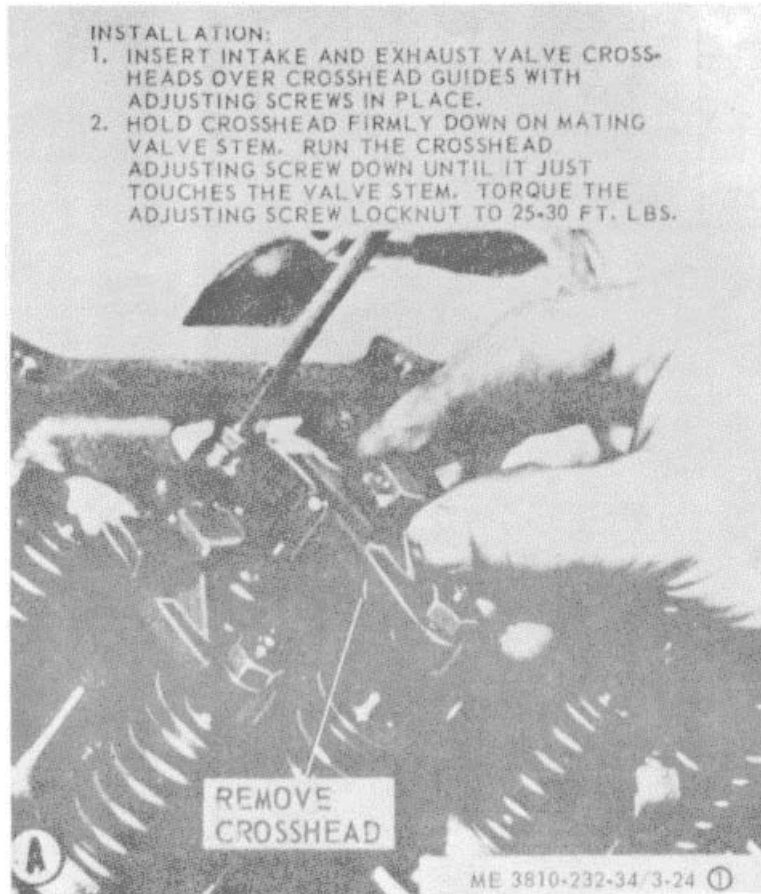 INSTALLATION:
1. INSERT INTAKE AND EXHAUST VALVE CROSS-
HEADS OVER CROSSHEAD GUIDES WITH
ADJUSTING SCREWS IN PLACE.
2. HOLD CROSSHEAD FIRMLY DOWN ON MATING
VALVE STEM. RUN THE CROSSHEAD
ADJUSTING SCREW DOWN UNTIL IT JUST
TOUCHES THE VALVE STEM. TORQUE THE
ADJUSTING SCREW LOCKNUT TO 25-30 FT. LBS.
REMOVE
CROSSHEAD
A
ME 3810-232-34/3-24 ①